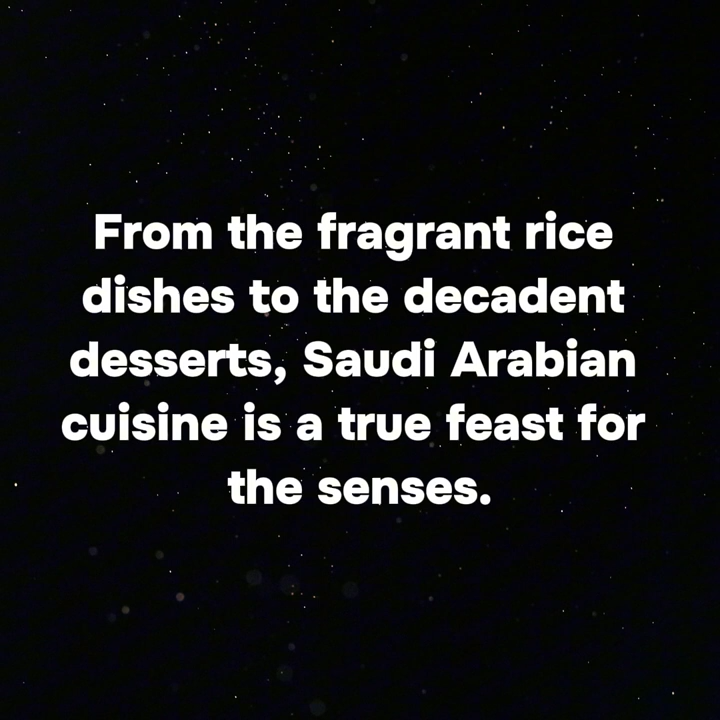 From the fragrant rice
dishes to the decadent
desserts, Saudi Arabian
cuisine is a true feast for
the senses.